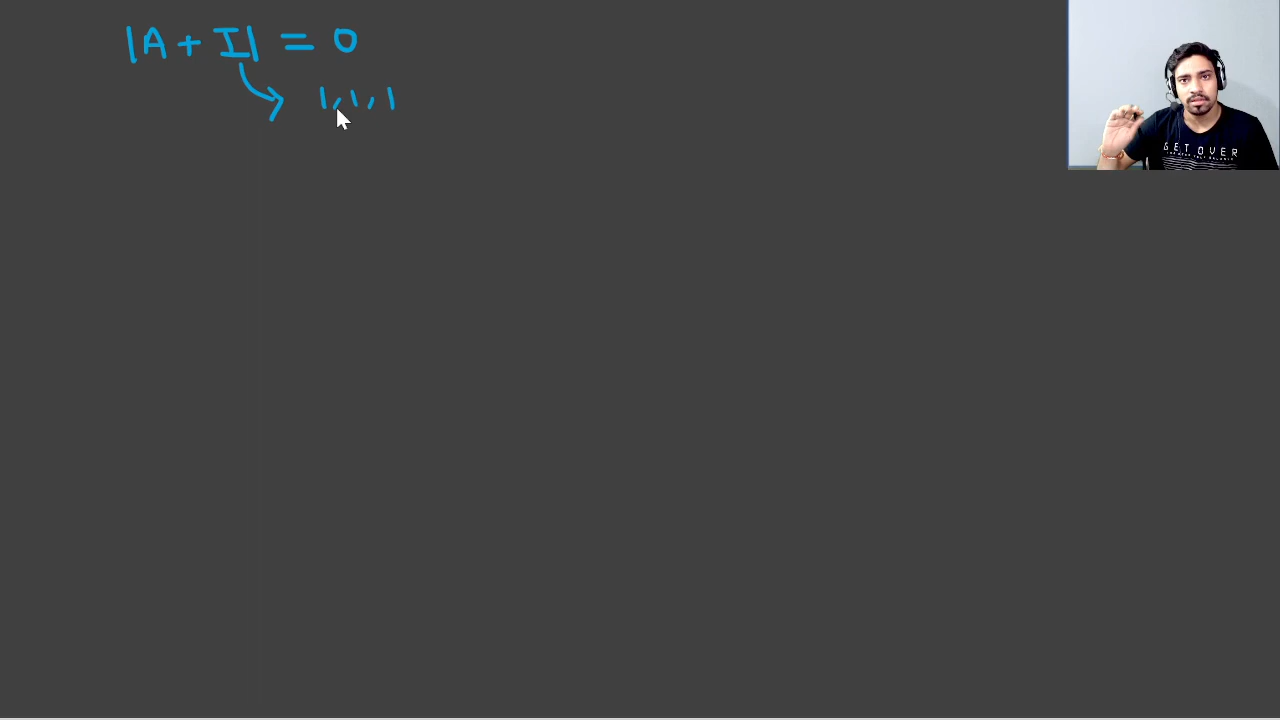 |A + I| = 0
1, 1, 1
GET OVER